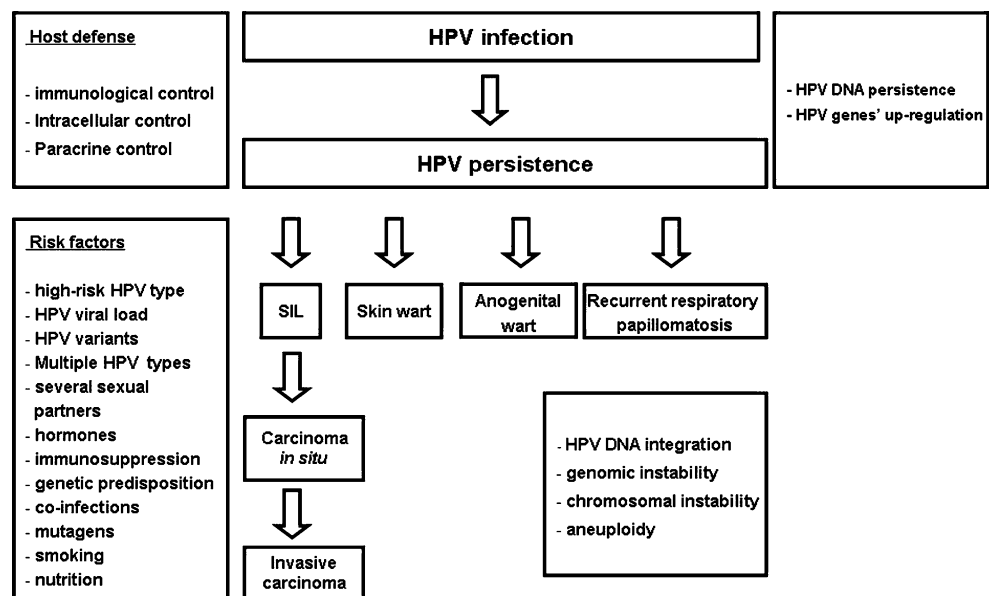 Host defense
- immunological control
- Intracellular control
- Paracrine control
HPV infection
HPV persistence
- HPV DNA persistence
- HPV genes' up-regulation
Risk factors
- high-risk HPV type
- HPV viral load
- HPV variants
- Multiple HPV types
- several sexual
partners
- hormones
- immunosuppression
- genetic predisposition
- co-infections
- mutagens
- smoking
- nutrition
SIL
Skin wart
Anogenital
wart
Recurrent respiratory
papillomatosis
Carcinoma
in situ
Invasive
carcinoma
- HPV DNA integration
- genomic instability
- chromosomal instability
- aneuploidy